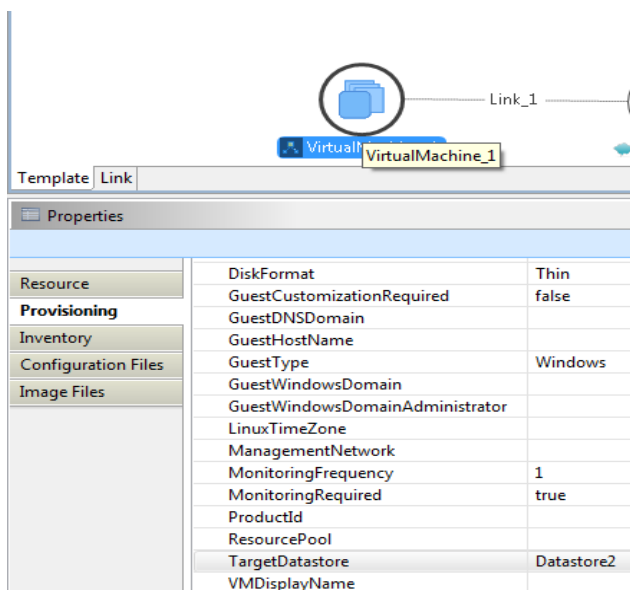 Link_1
Virtual
VirtualMachine_1
Template Link
Properties
Resource
Provisioning
Inventory
Configuration Files
Image Files
DiskFormat Thin
GuestCustomizationRequired false
GuestDNSDomain
GuestHostName
GuestType Windows
GuestWindowsDomain
GuestWindowsDomainAdministrator
LinuxTimeZone
ManagementNetwork
MonitoringFrequency 1
MonitoringRequired true
ProductId
ResourcePool
TargetDatastore Datastore2
VMDisplayName